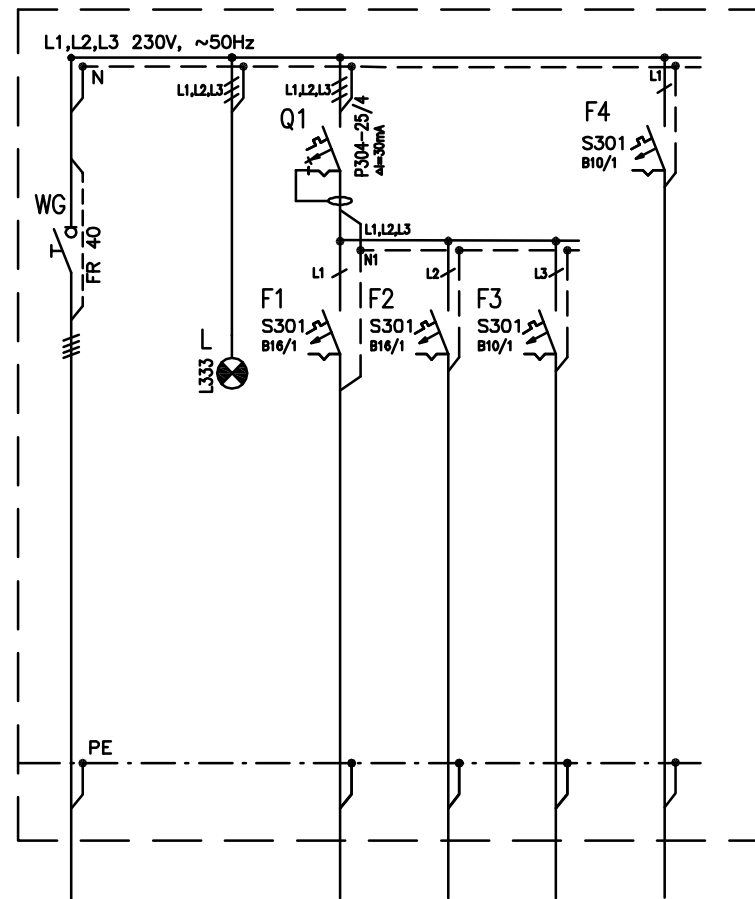 L1,L2,L3 230V, ~50Hz
N
L1,L2,L3
L1,L2,L3
L1
Q1
P304-25/4
ΔI=30mA
F4
S301
B10/1
WG
FR 40
L1,L2,L3
N1
L1
L2
L3
F1
S301
B16/1
F2
S301
B16/1
F3
S301
B10/1
L
L333
PE